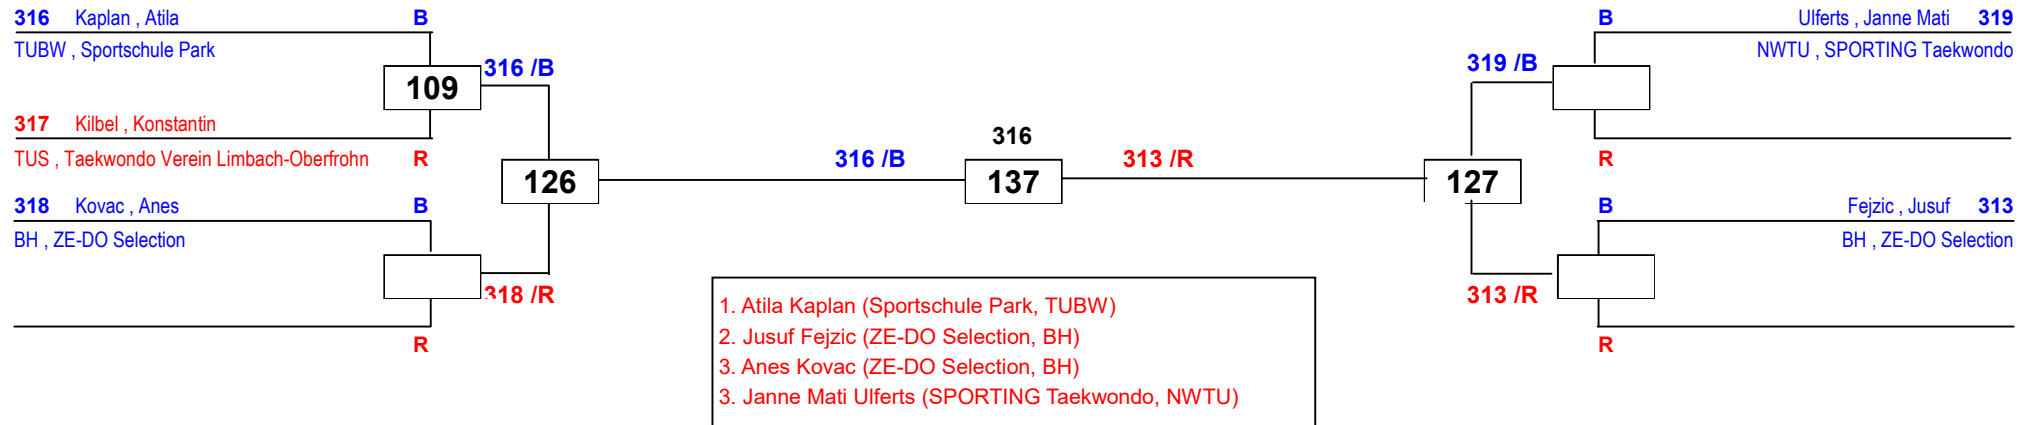 316 Kaplan , Atila B
TUBW , Sportschule Park
109
316 /B
317 Kilbel , Konstantin
TUS , Taekwondo Verein Limbach-Oberfrohn R
126
318 Kovac , Anes B
BH , ZE-DO Selection
318 /R
R
316 /B
316
137
313 /R
B Ulferts , Janne Mati 319
NWTU , SPORTING Taekwondo
319 /B
R
127
B Fejzic , Jusuf 313
BH , ZE-DO Selection
313 /R
R
1. Atila Kaplan (Sportschule Park, TUBW)
2. Jusuf Fejzic (ZE-DO Selection, BH)
3. Anes Kovac (ZE-DO Selection, BH)
3. Janne Mati Ulferts (SPORTING Taekwondo, NWTU)